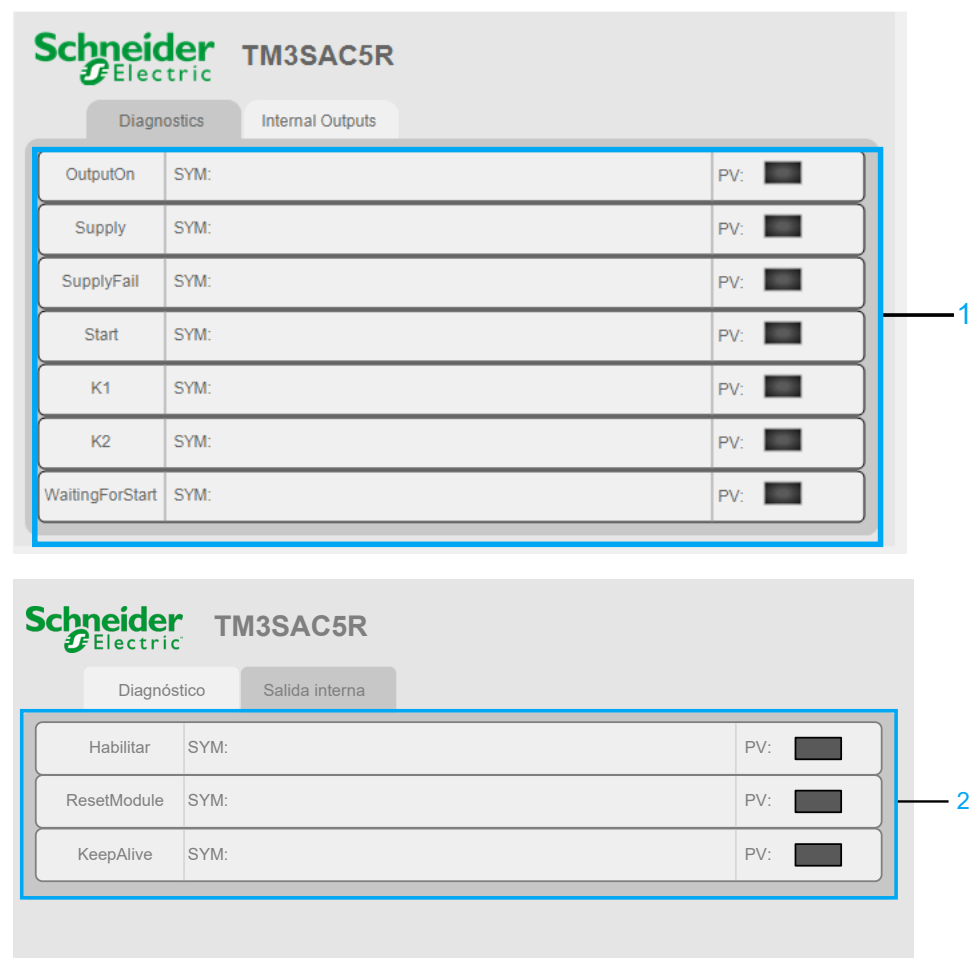 Schneider Electric TM3SAC5R
Diagnostics Internal Outputs
OutputOn SYM: PV:
Supply SYM: PV:
SupplyFail SYM: PV:
Start SYM: PV:
1
K1 SYM: PV:
K2 SYM: PV:
WaitingForStart SYM: PV:
Schneider Electric TM3SAC5R
Diagnóstico Salida interna
Habilitar SYM: PV:
ResetModule SYM: PV:
2
KeepAlive SYM: PV: